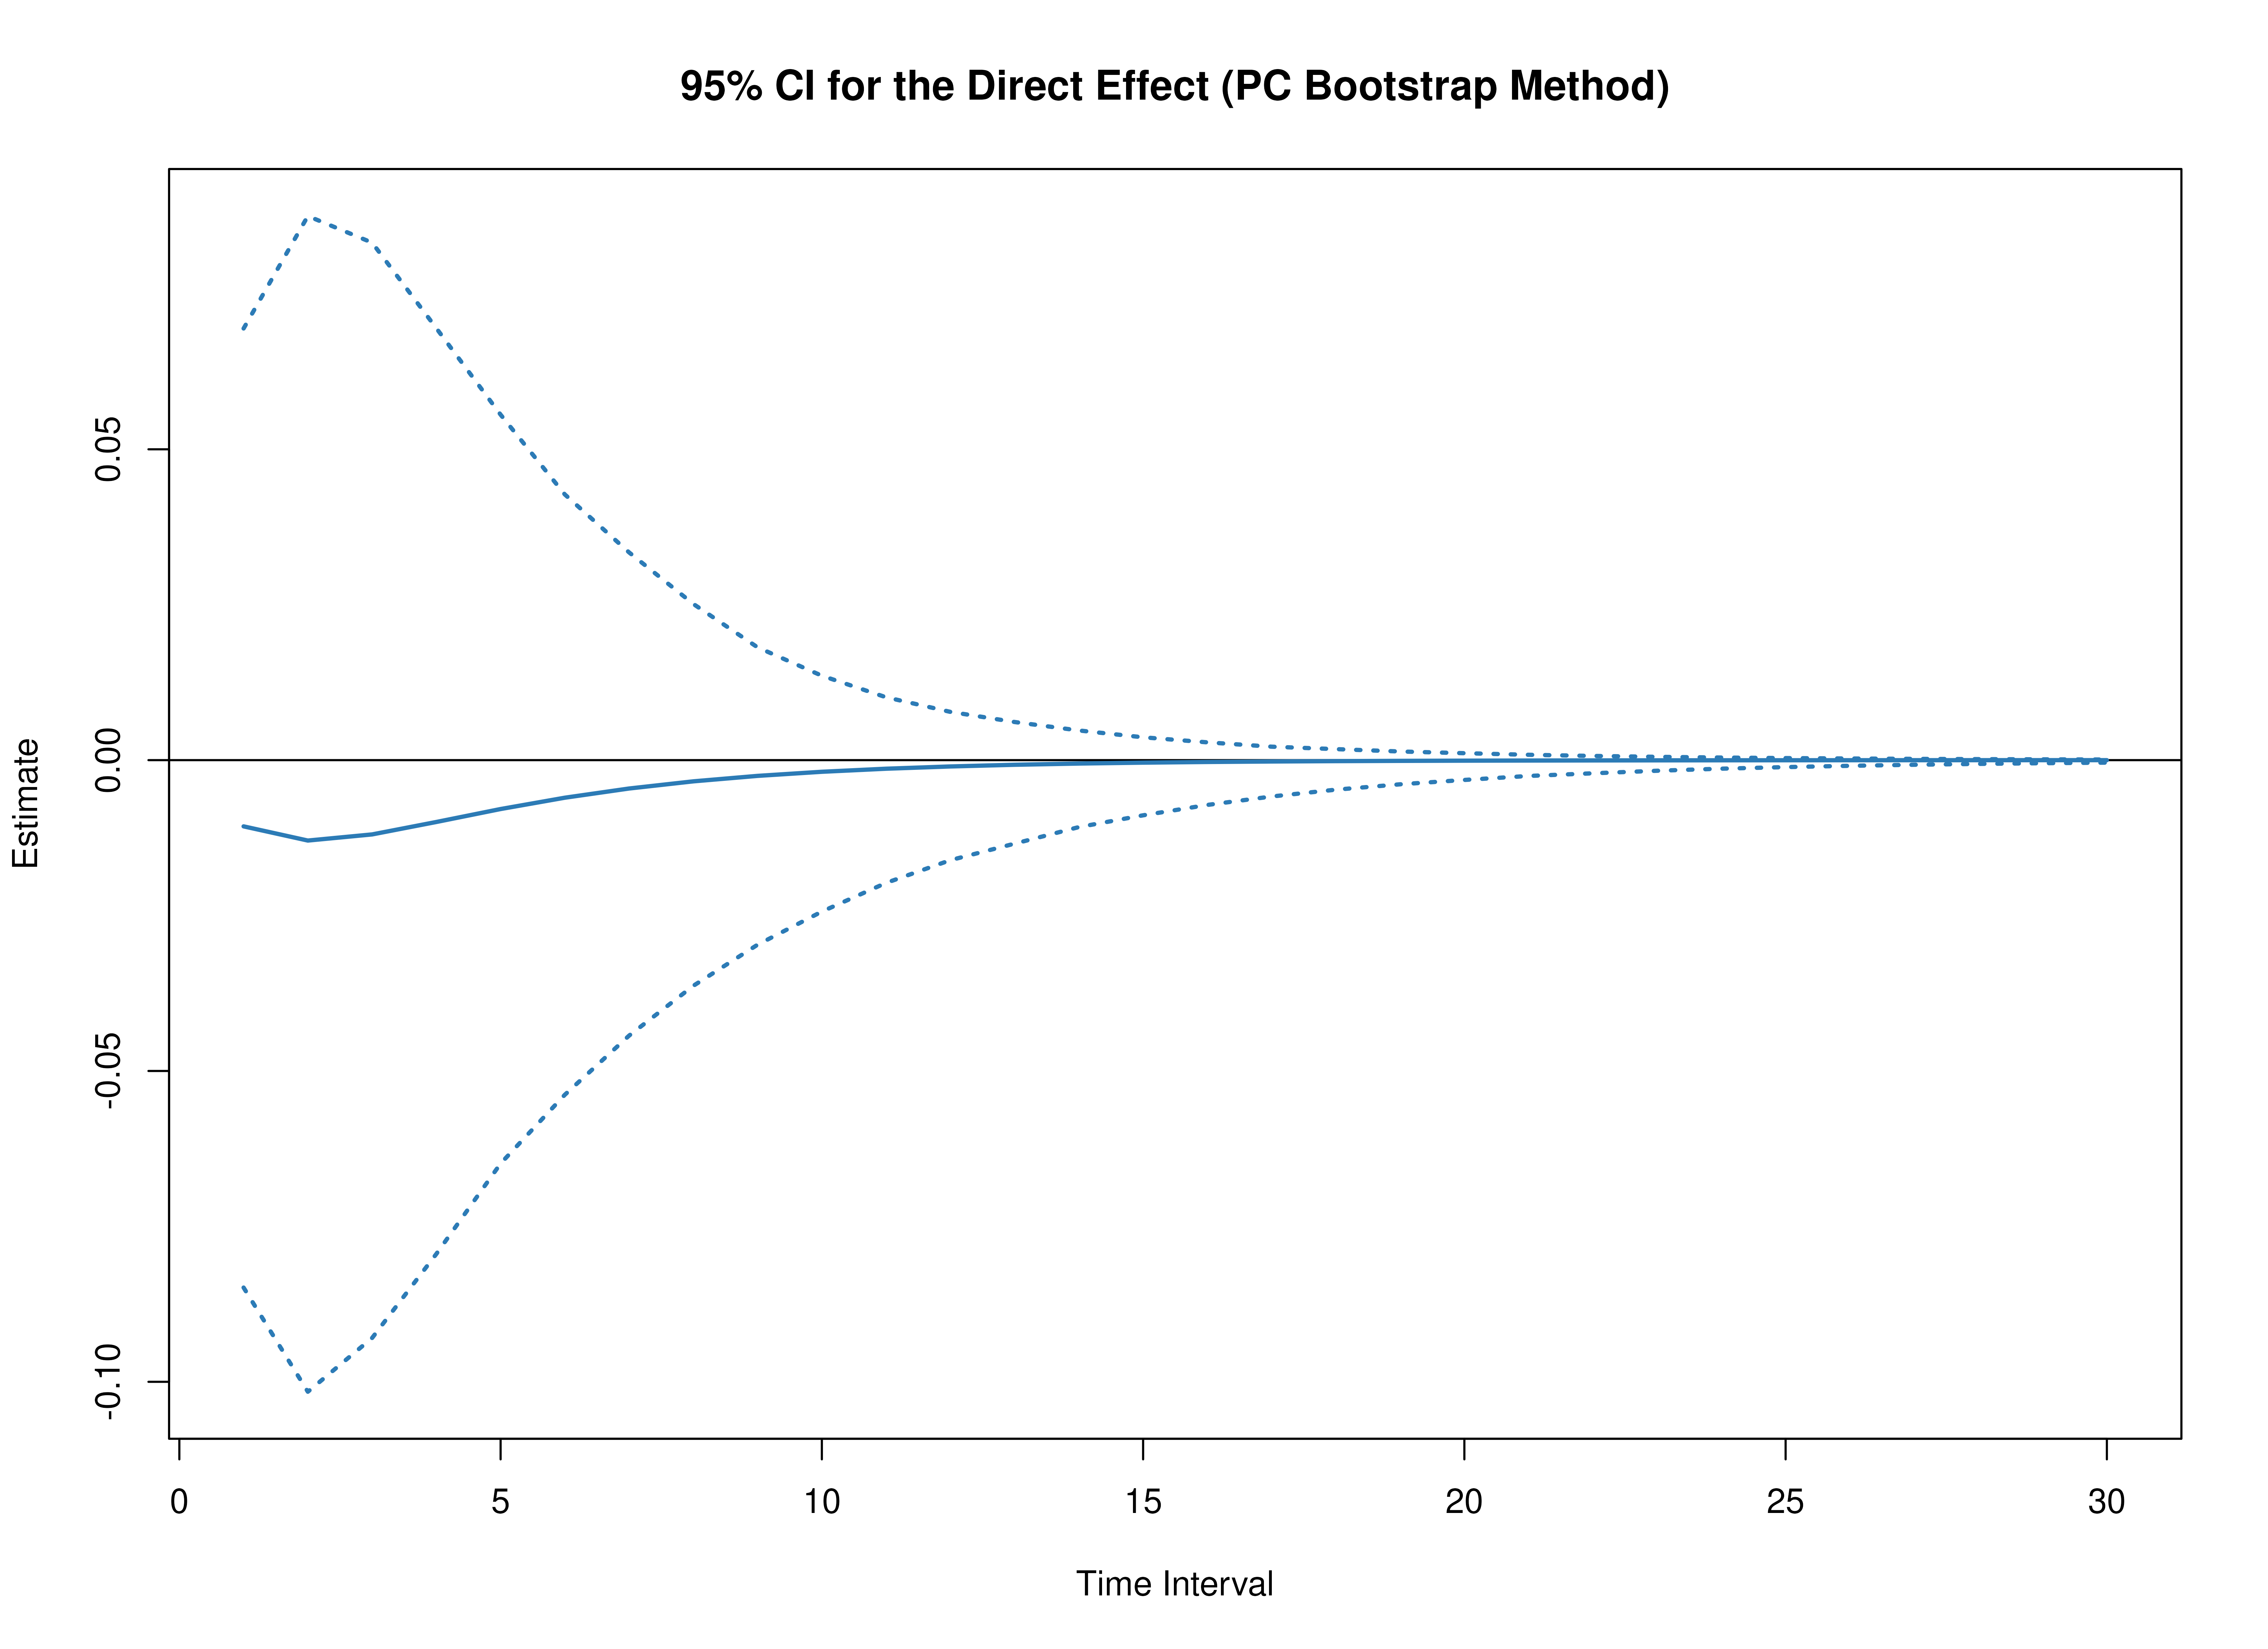 95% CI for the Direct Effect (PC Bootstrap Method)
Estimate
0.05
0.00
-0.05
-0.10
0 5 10 15 20 25 30
Time Interval